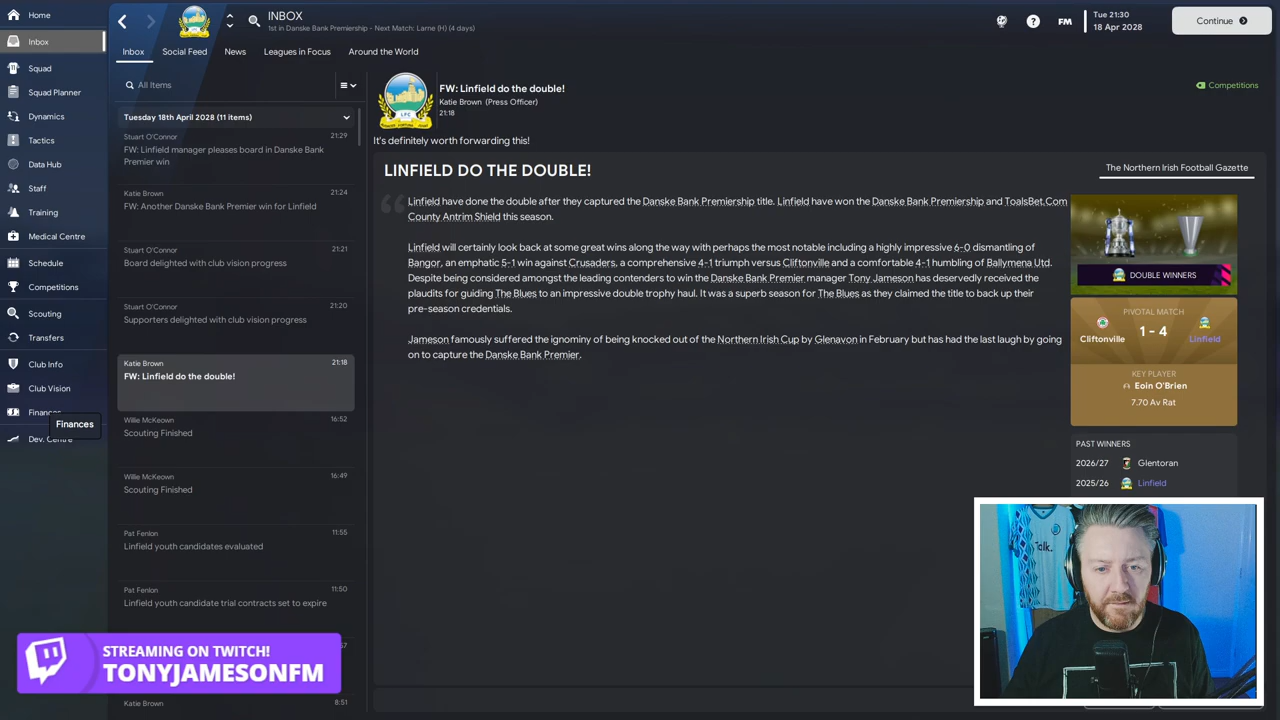 Home
Inbox
Squad
Squad Planner
Dynamics
Tactics
Data Hub
Staff
Training
Medical Centre
Schedule
Competitions
Scouting
Transfers
Club Info
Club Vision
Finances
Finances
Dev. Centre
INBOX
1st in Danske Bank Premiership - Next Match: Larne (H) (4 days)
FM
Tue 21:30
18 Apr 2028
Continue
Inbox
Social Feed
News
Leagues in Focus
Around the World
All Items
Tuesday 18th April 2028 (11 items)
Stuart O'Connor 21:29
FW: Linfield manager pleases board in Danske Bank
Premier win
Katie Brown 21:24
FW: Another Danske Bank Premier win for Linfield
Stuart O'Connor 21:21
Board delighted with club vision progress
Stuart O'Connor 21:20
Supporters delighted with club vision progress
Katie Brown 21:18
FW: Linfield do the double!
Willie McKeown 16:52
Scouting Finished
Willie McKeown 16:49
Scouting Finished
Pat Fenlon 11:55
Linfield youth candidates evaluated
Pat Fenlon 11:50
Linfield youth candidate trial contracts set to expire
Katie Brown 8:51
FW: Linfield do the double!
Katie Brown (Press Officer)
21:18
Competitions
It's definitely worth forwarding this!
LINFIELD DO THE DOUBLE!
The Northern Irish Football Gazette
Linfield have done the double after they captured the Danske Bank Premiership title. Linfield have won the Danske Bank Premiership and ToalsBet.Com
County Antrim Shield this season.
Linfield will certainly look back at some great wins along the way with perhaps the most notable including a highly impressive 6-0 dismantling of
Bangor, an emphatic 5-1 win against Crusaders, a comprehensive 4-1 triumph versus Cliftonville and a comfortable 4-1 humbling of Ballymena Utd.
Despite being considered amongst the leading contenders to win the Danske Bank Premier manager Tony Jameson has deservedly received the
plaudits for guiding The Blues to an impressive double trophy haul. It was a superb season for The Blues as they claimed the title to back up their
pre-season credentials.
Jameson famously suffered the ignominy of being knocked out of the Northern Irish Cup by Glenavon in February but has had the last laugh by going
on to capture the Danske Bank Premier.
DOUBLE WINNERS
PIVOTAL MATCH
1 - 4
Cliftonville
Linfield
KEY PLAYER
Eoin O'Brien
7.70 Av Rat
PAST WINNERS
2026/27 Glentoran
2025/26 Linfield
Talk.
STREAMING ON TWITCH!
TONYJAMESONFM